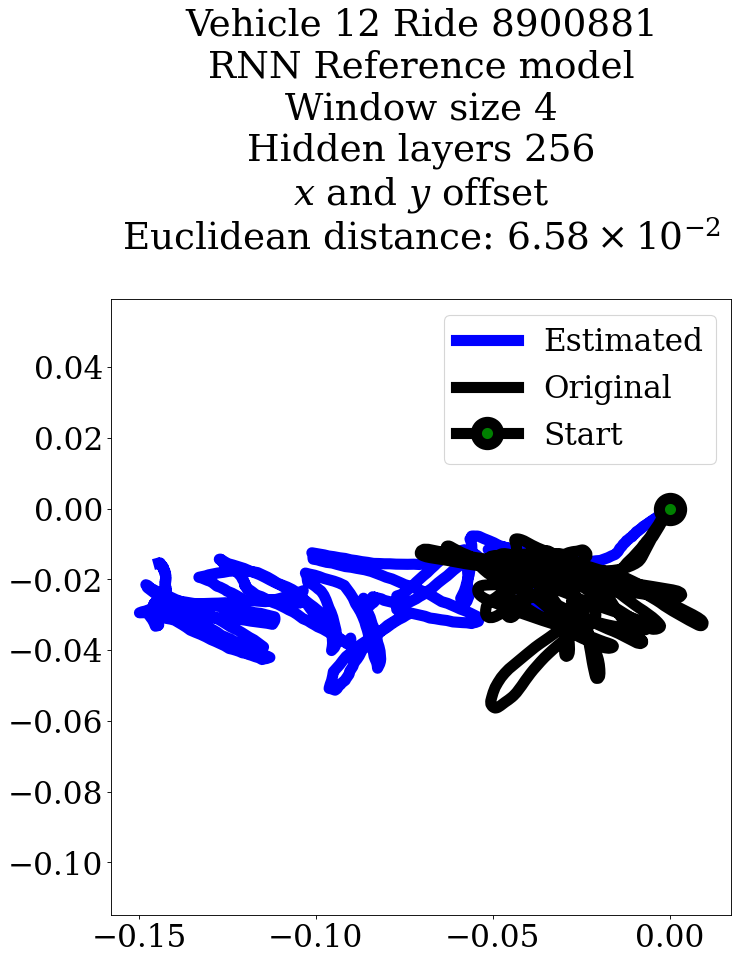 Vehicle 12 Ride 8900881
RNN Reference model
Window size 4
Hidden layers 256
x and y offset
Euclidean distance: 6.58 × 10⁻²
Estimated
Original
Start
0.04
0.02
0.00
−0.02
−0.04
−0.06
−0.08
−0.10
−0.15 −0.10 −0.05 0.00